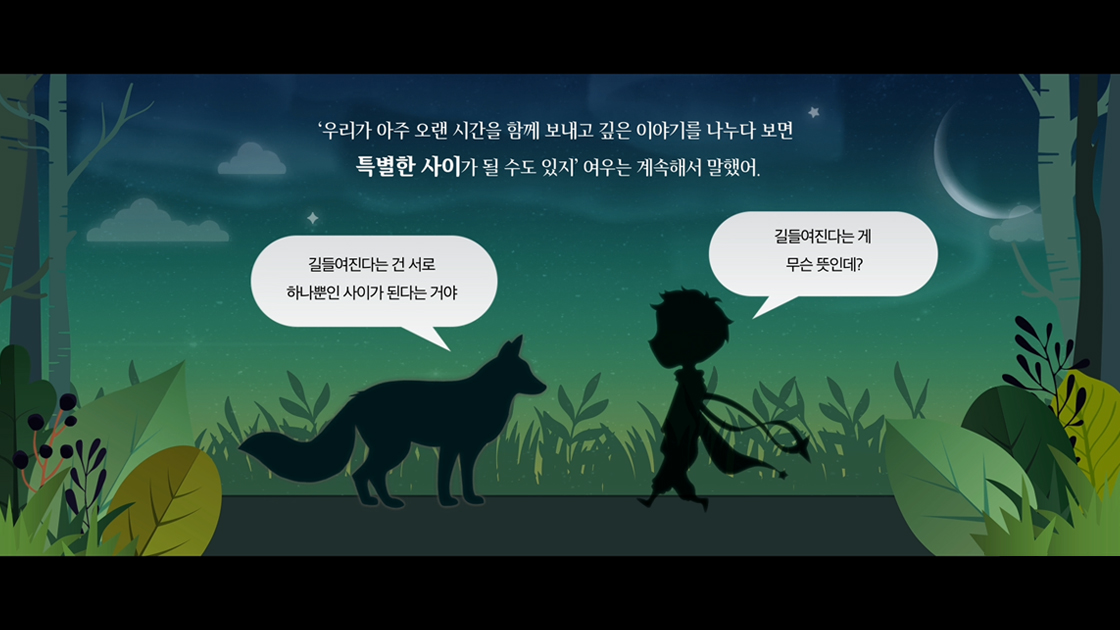 ‘우리가 아주 오랜 시간을 함께 보내고 깊은 이야기를 나누다 보면
특별한 사이가 될 수도 있지’ 여우는 계속해서 말했어.
길들여진다는 게
무슨 뜻인데?
길들여진다는 건 서로
하나뿐인 사이가 된다는 거야